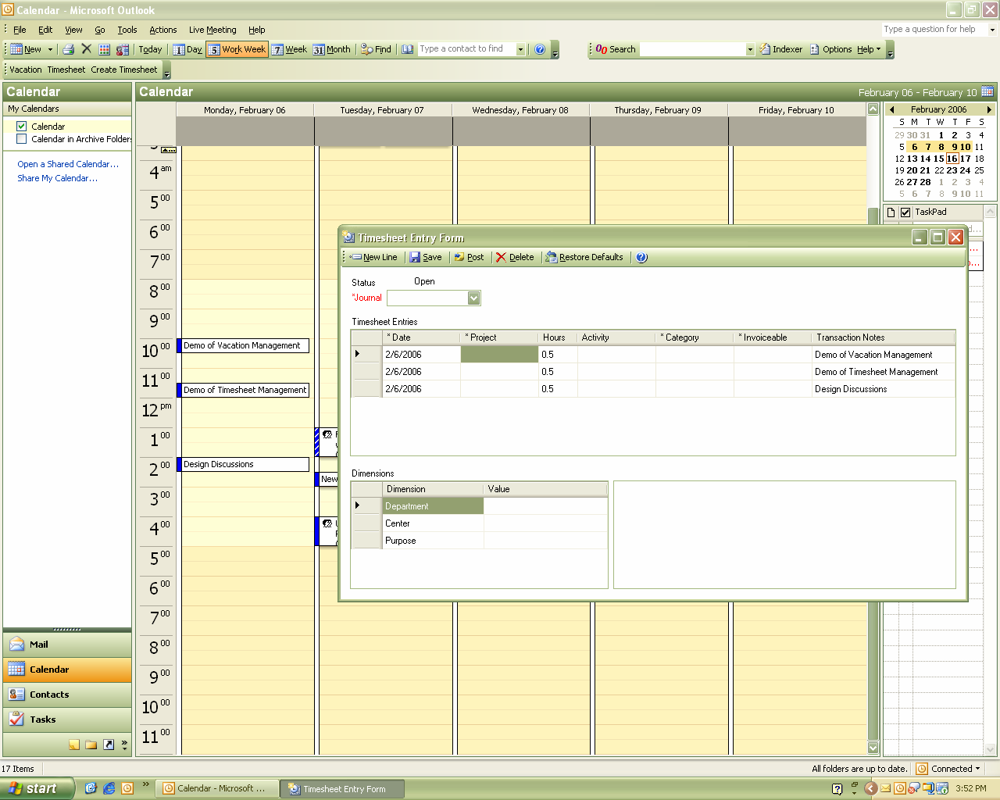 Calendar - Microsoft Outlook
File Edit View Go Tools Actions Live Meeting Help
Type a question for help
New Today 1 Day 5 Work Week 7 Week 31 Month Find Type a contact to find
Search Indexer Options Help
Vacation Timesheet Create Timesheet
Calendar
My Calendars
Calendar
Calendar in Archive Folders
Open a Shared Calendar...
Share My Calendar...
Mail
Calendar
Contacts
Tasks
Calendar
February 06 - February 10
Monday, February 06 Tuesday, February 07 Wednesday, February 08 Thursday, February 09 Friday, February 10
4 am
5 00
6 00
7 00
8 00
9 00
10 00
11 00
12 pm
1 00
2 00
3 00
4 00
5 00
6 00
7 00
8 00
9 00
10 00
11 00
Demo of Vacation Management
Demo of Timesheet Management
Design Discussions
New
February 2006
S M T W T F S
29 30 31 1 2 3 4
5 6 7 8 9 10 11
12 13 14 15 16 17 18
19 20 21 22 23 24 25
26 27 28 1 2 3 4
5 6 7 8 9 10 11
TaskPad
Timesheet Entry Form
New Line Save Post Delete Restore Defaults
Status Open
*Journal
Timesheet Entries
* Date * Project Hours Activity * Category * Invoiceable Transaction Notes
2/6/2006 0.5 Demo of Vacation Management
2/6/2006 0.5 Demo of Timesheet Management
2/6/2006 0.5 Design Discussions
Dimensions
Dimension Value
Department
Center
Purpose
17 Items
All folders are up to date. Connected
start Calendar - Microsoft ... Timesheet Entry Form 3:52 PM